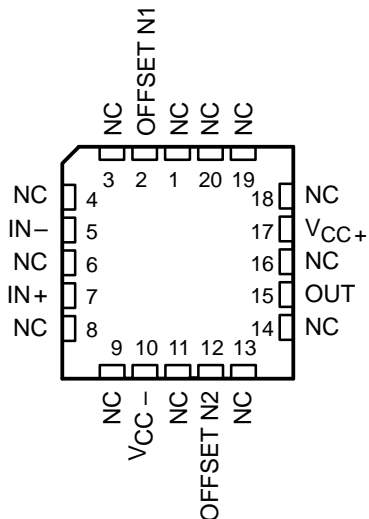 NC
OFFSET N1
NC
NC
NC
3 2 1 20 19
NC 4 18 NC
IN− 5 17 VCC+
NC 6 16 NC
IN+ 7 15 OUT
NC 8 14 NC
9 10 11 12 13
NC
VCC −
NC
OFFSET N2
NC